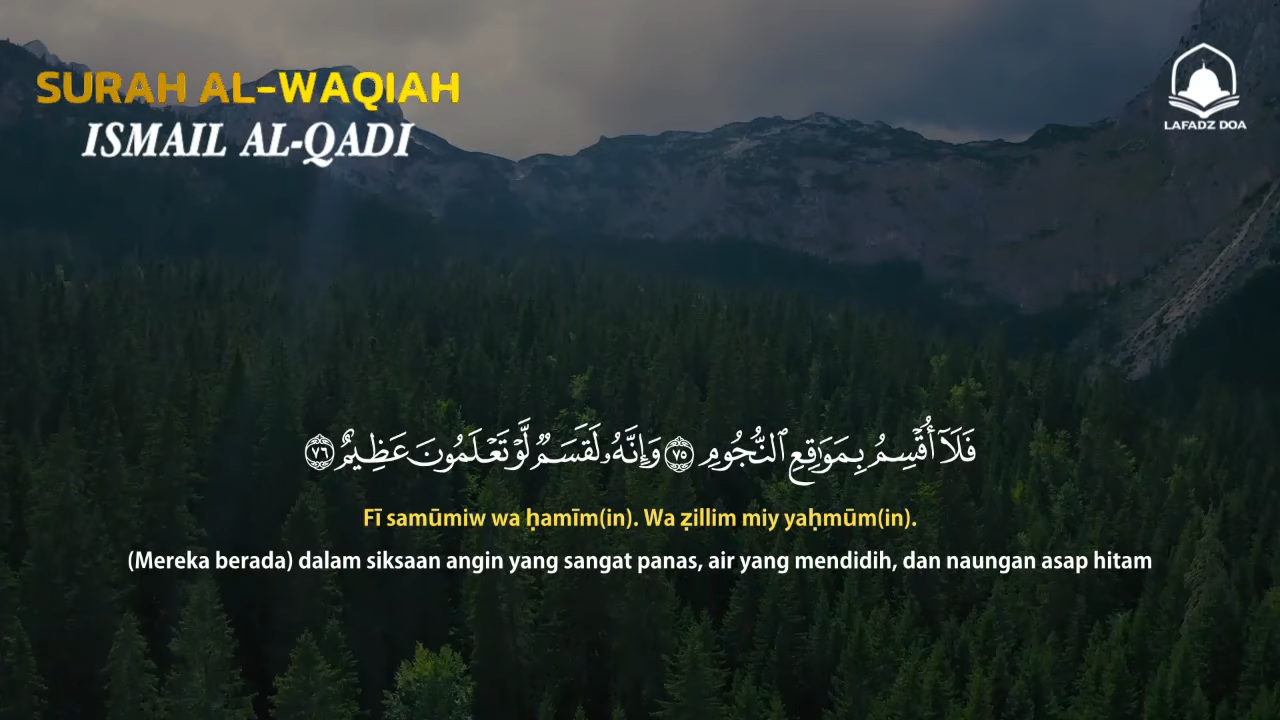 SURAH AL-WAQIAH
ISMAIL AL-QADI
LAFADZ DOA
فَلَآ أُقْسِمُ بِمَوَٰقِعِ ٱلنُّجُومِ ٧٥ وَإِنَّهُۥ لَقَسَمٌ لَّوْ تَعْلَمُونَ عَظِيمٌ ٧٦
Fī samūmiw wa ḥamīm(in). Wa ẓillim miy yaḥmūm(in).
(Mereka berada) dalam siksaan angin yang sangat panas, air yang mendidih, dan naungan asap hitam